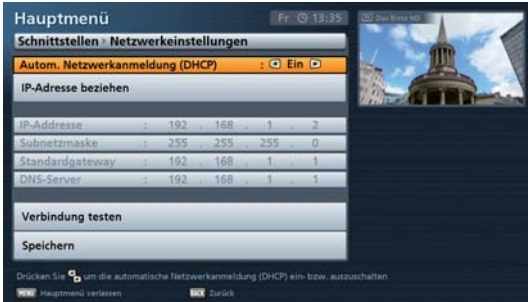 Hauptmenü
Fr 13:35
Das Erste HD
Schnittstellen Netzwerkeinstellungen
Autom. Netzwerkanmeldung (DHCP) : Ein
IP-Adresse beziehen
IP-Addresse : 192 . 168 . 1 . 2
Subnetzmaske : 255 . 255 . 255 . 0
Standardgateway : 192 . 168 . 1 . 1
DNS-Server : 192 . 168 . 1 . 1
Verbindung testen
Speichern
Drücken Sie um die automatische Netzwerkanmeldung (DHCP) ein- bzw. auszuschalten
MENU Hauptmenü verlassen
BACK Zurück